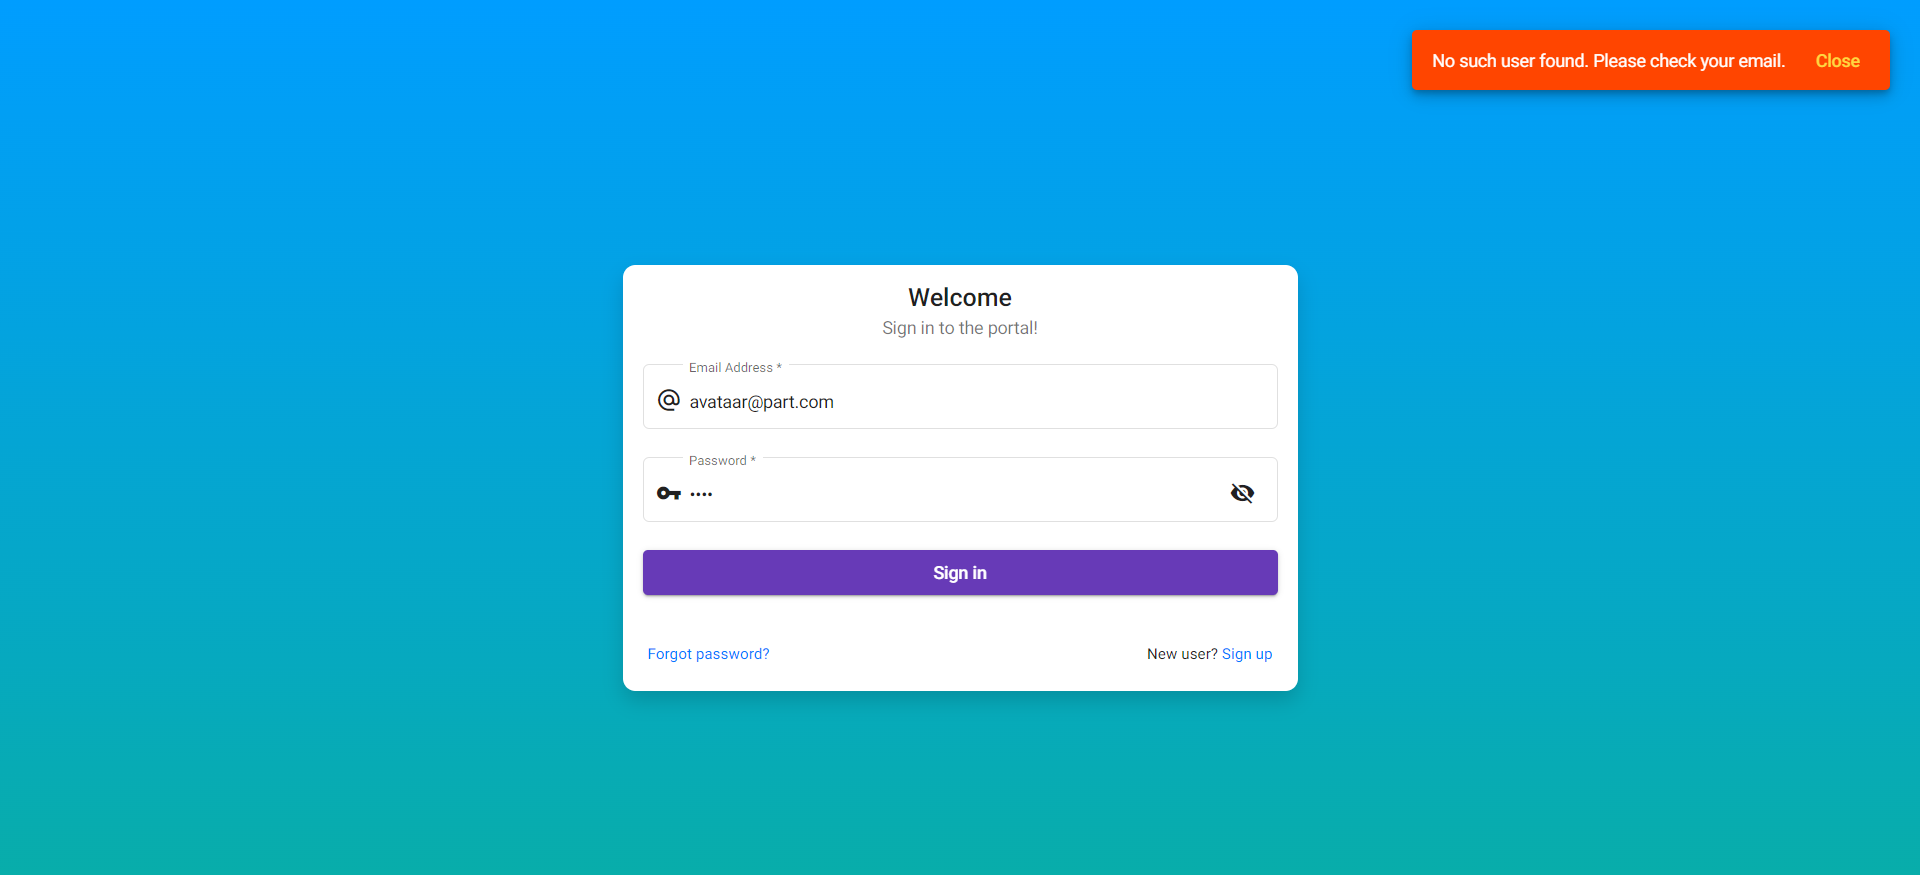 No such user found. Please check your email. Close
Welcome
Sign in to the portal!
Email Address *
avataar@part.com
Password *
••••
Sign in
Forgot password? New user? Sign up